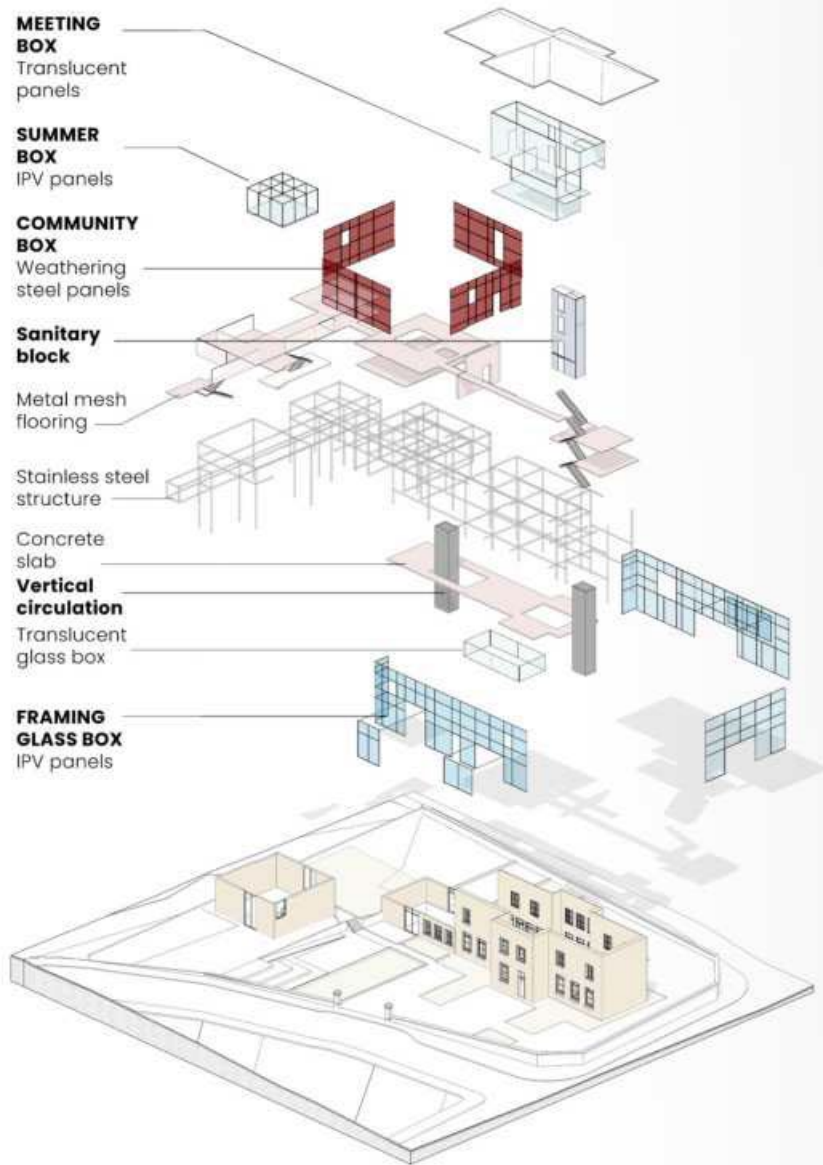 MEETING
BOX
Translucent
panels
SUMMER
BOX
IPV panels
COMMUNITY
BOX
Weathering
steel panels
Sanitary
block
Metal mesh
flooring
Stainless steel
structure
Concrete
slab
Vertical
circulation
Translucent
glass box
FRAMING
GLASS BOX
IPV panels